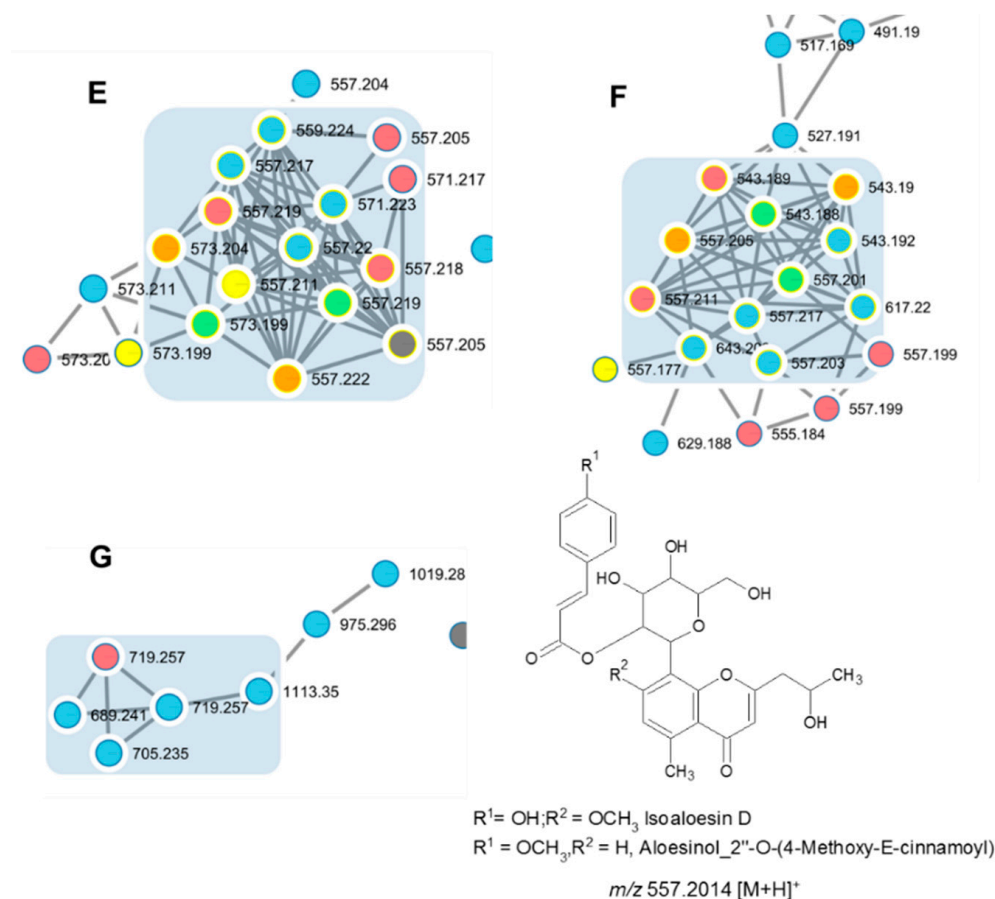 E
557.204
559.224
557.205
557.217
571.217
557.219
571.223
573.204
557.22
557.218
573.211
557.211
557.219
573.199
557.205
573.20
573.199
557.222
F
517.169
491.19
527.191
543.189
543.19
543.188
557.205
543.192
557.201
557.211
617.22
557.217
643.20
557.203
557.199
557.177
557.199
555.184
629.188
G
1019.28
975.296
719.257
1113.35
689.241
719.257
705.235
R¹
OH
HO
OH
O
O
O
R²
O
CH₃
OH
CH₃
O
R¹= OH;R² = OCH₃ Isoaloesin D
R¹ = OCH₃,R² = H, Aloesinol_2"-O-(4-Methoxy-E-cinnamoyl)
m/z 557.2014 [M+H]⁺